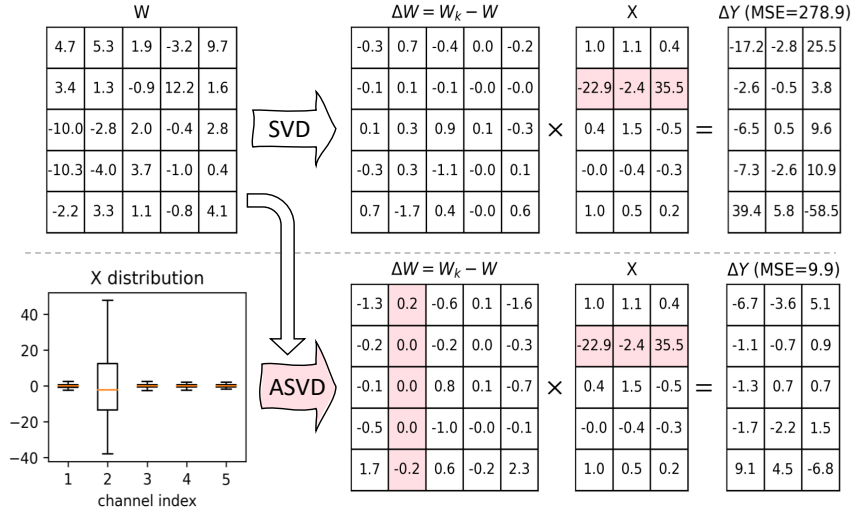 W
4.7 5.3 1.9 -3.2 9.7
3.4 1.3 -0.9 12.2 1.6
-10.0 -2.8 2.0 -0.4 2.8
-10.3 -4.0 3.7 -1.0 0.4
-2.2 3.3 1.1 -0.8 4.1
SVD
ΔW = Wₖ − W
-0.3 0.7 -0.4 0.0 -0.2
-0.1 0.1 -0.1 -0.0 -0.0
0.1 0.3 0.9 0.1 -0.3
-0.3 0.3 -1.1 -0.0 0.1
0.7 -1.7 0.4 -0.0 0.6
×
X
1.0 1.1 0.4
-22.9 -2.4 35.5
0.4 1.5 -0.5
-0.0 -0.4 -0.3
1.0 0.5 0.2
=
ΔY (MSE=278.9)
-17.2 -2.8 25.5
-2.6 -0.5 3.8
-6.5 0.5 9.6
-7.3 -2.6 10.9
39.4 5.8 -58.5
X distribution
40
20
0
−20
−40
1 2 3 4 5
channel index
ASVD
ΔW = Wₖ − W
-1.3 0.2 -0.6 0.1 -1.6
-0.2 0.0 -0.2 0.0 -0.3
-0.1 0.0 0.8 0.1 -0.7
-0.5 0.0 -1.0 -0.0 -0.1
1.7 -0.2 0.6 -0.2 2.3
×
X
1.0 1.1 0.4
-22.9 -2.4 35.5
0.4 1.5 -0.5
-0.0 -0.4 -0.3
1.0 0.5 0.2
=
ΔY (MSE=9.9)
-6.7 -3.6 5.1
-1.1 -0.7 0.9
-1.3 0.7 0.7
-1.7 -2.2 1.5
9.1 4.5 -6.8